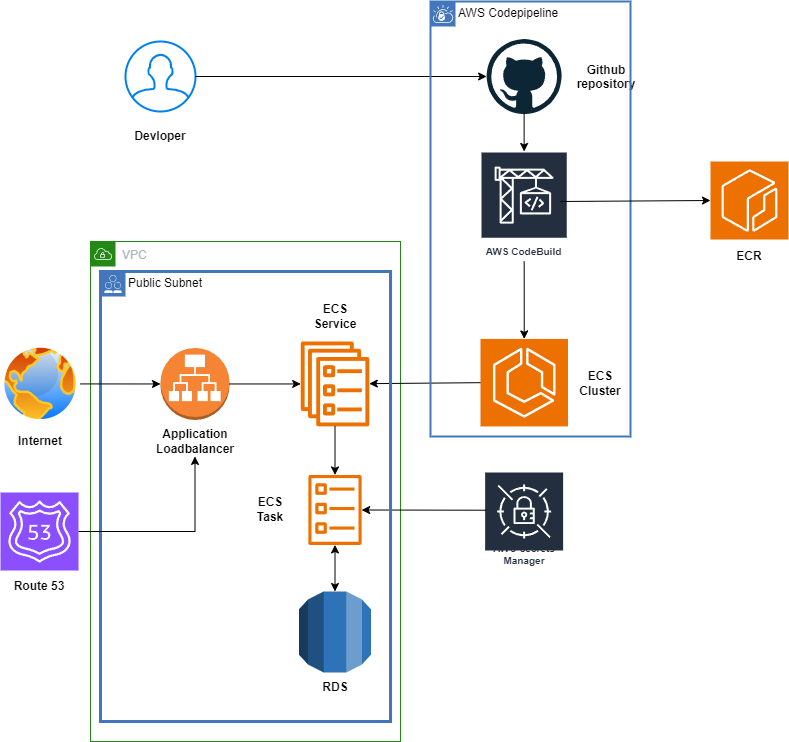 AWS Codepipeline
Github
repository
Devloper
AWS CodeBuild
ECR
VPC
Public Subnet
ECS
Service
ECS
Cluster
Internet
Application
Loadbalancer
53
ECS
Task
Route 53
AWS Secrets
Manager
RDS